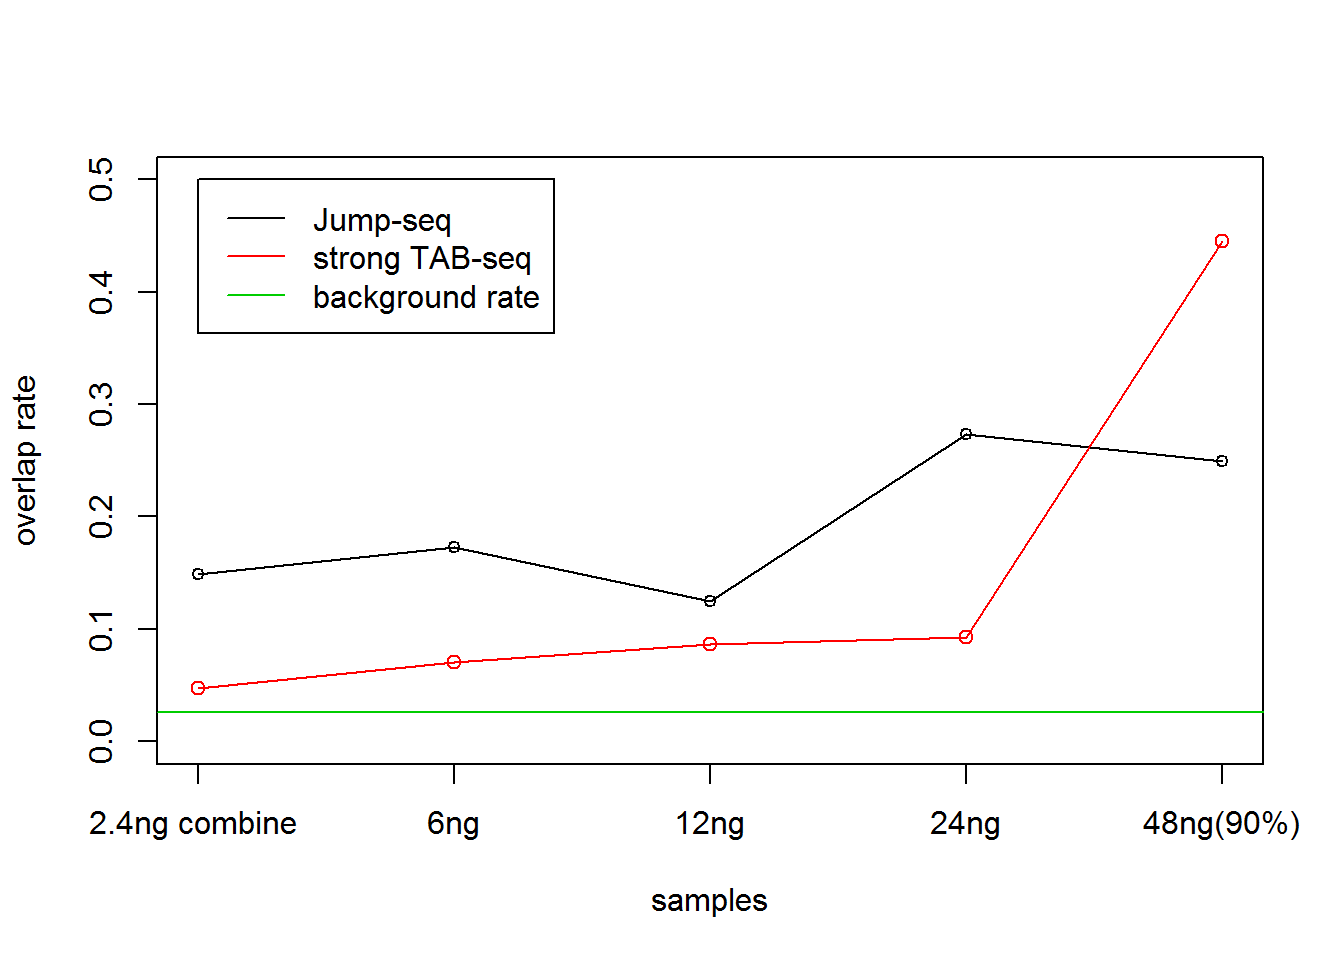 Jump-seq
strong TAB-seq
background rate
0.5
0.4
0.3
0.2
0.1
0.0
overlap rate
2.4ng combine 6ng 12ng 24ng 48ng(90%)
samples